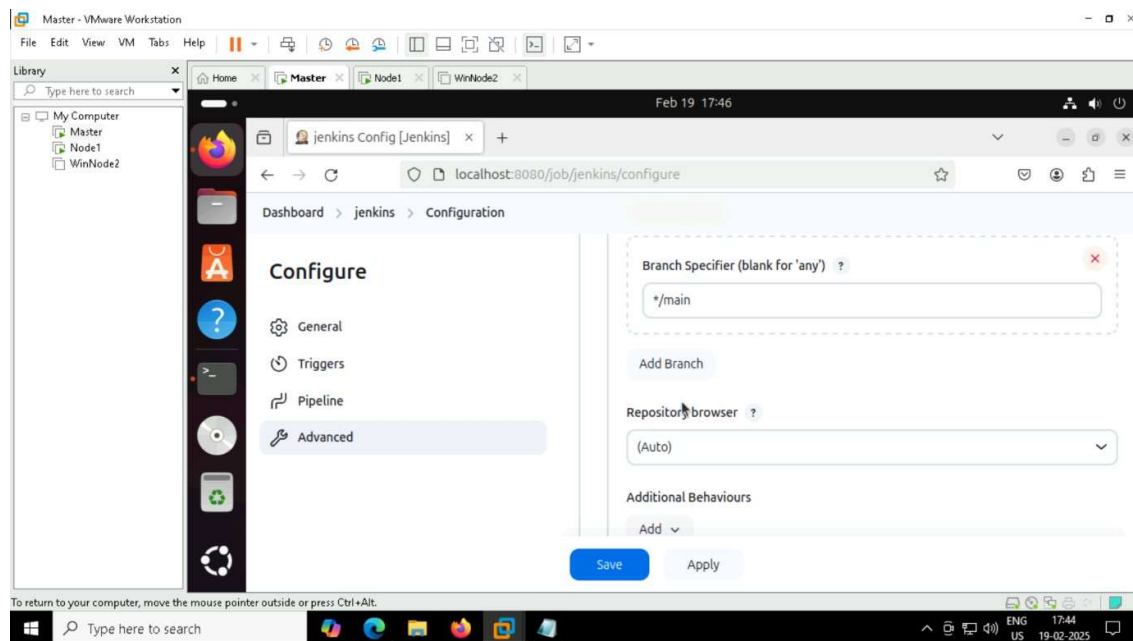 Master - VMware Workstation
File Edit View VM Tabs Help
Library
Type here to search
My Computer
Master
Node1
WinNode2
Home
Master
Node1
WinNode2
Feb 19 17:46
jenkins Config [Jenkins]
localhost:8080/job/jenkins/configure
Dashboard > jenkins > Configuration
Configure
General
Triggers
Pipeline
Advanced
Branch Specifier (blank for 'any') ?
*/main
Add Branch
Repository browser ?
(Auto)
Additional Behaviours
Add
Save
Apply
To return to your computer, move the mouse pointer outside or press Ctrl+Alt.
Type here to search
ENG
US
17:44
19-02-2025